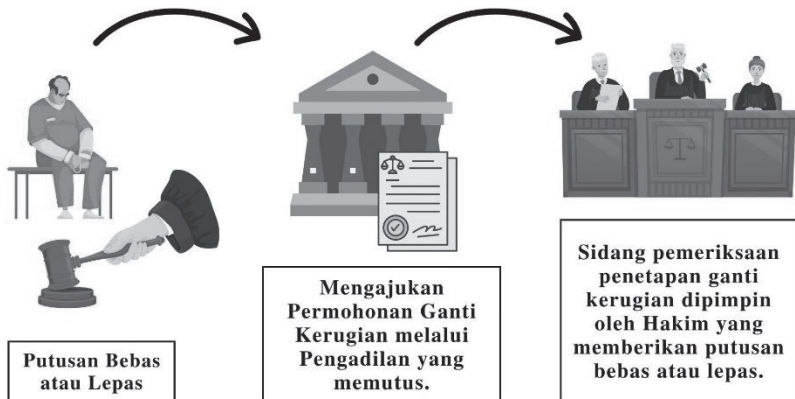 Putusan Bebas
atau Lepas
Mengajukan
Permohonan Ganti
Kerugian melalui
Pengadilan yang
memutus.
Sidang pemeriksaan
penetapan ganti
kerugian dipimpin
oleh Hakim yang
memberikan putusan
bebas atau lepas.